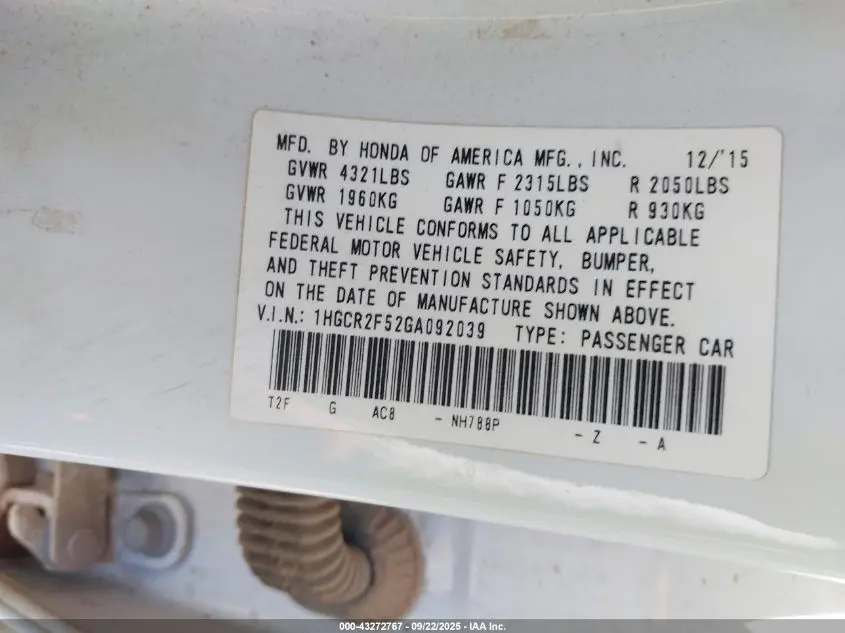 MFD. BY HONDA OF AMERICA MFG., INC. 12/'15
GVWR 4321LBS GAWR F 2315LBS R 2050LBS
GVWR 1960KG GAWR F 1050KG R 930KG
THIS VEHICLE CONFORMS TO ALL APPLICABLE
FEDERAL MOTOR VEHICLE SAFETY, BUMPER,
AND THEFT PREVENTION STANDARDS IN EFFECT
ON THE DATE OF MANUFACTURE SHOWN ABOVE.
V.I.N.: 1HGCR2F52GA092039 TYPE: PASSENGER CAR
T2F G AC0 - NH788P - Z - A
000-43272767 - 09/22/2025 - IAA Inc.